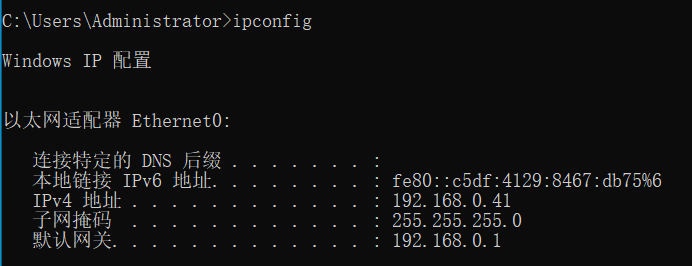 C:\Users\Administrator>ipconfig
Windows IP 配置
以太网适配器 Ethernet0:
连接特定的 DNS 后缀 . . . . . . . :
本地链接 IPv6 地址. . . . . . . . : fe80::c5df:4129:8467:db75%6
IPv4 地址 . . . . . . . . . . . . : 192.168.0.41
子网掩码 . . . . . . . . . . . . : 255.255.255.0
默认网关. . . . . . . . . . . . . : 192.168.0.1